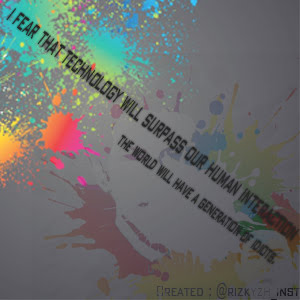 I FEAR THAT TECHNOLOGY WILL SURPASS OUR HUMAN INTERACTION.
THE WORLD WILL HAVE A GENERATION OF IDIOTS.
Created : @rizkyzh_inst